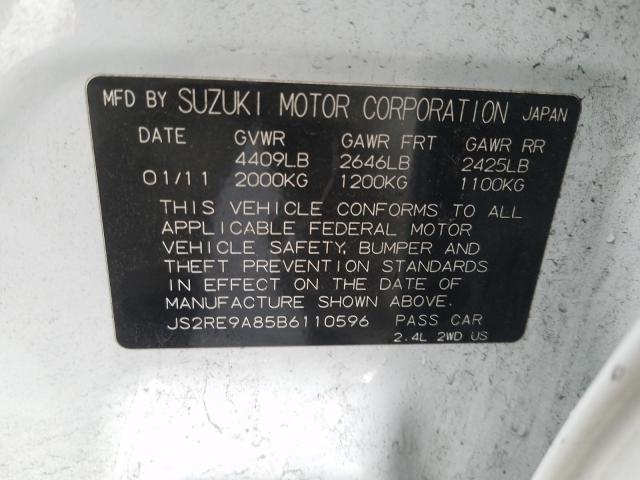 MFD BY SUZUKI MOTOR CORPORATION JAPAN
DATE GVWR GAWR FRT GAWR RR
4409LB 2646LB 2425LB
01/11 2000KG 1200KG 1100KG
THIS VEHICLE CONFORMS TO ALL
APPLICABLE FEDERAL MOTOR
VEHICLE SAFETY, BUMPER AND
THEFT PREVENTION STANDARDS
IN EFFECT ON THE DATE OF
MANUFACTURE SHOWN ABOVE.
JS2RE9A85B6110596 PASS CAR
2.4L 2WD US